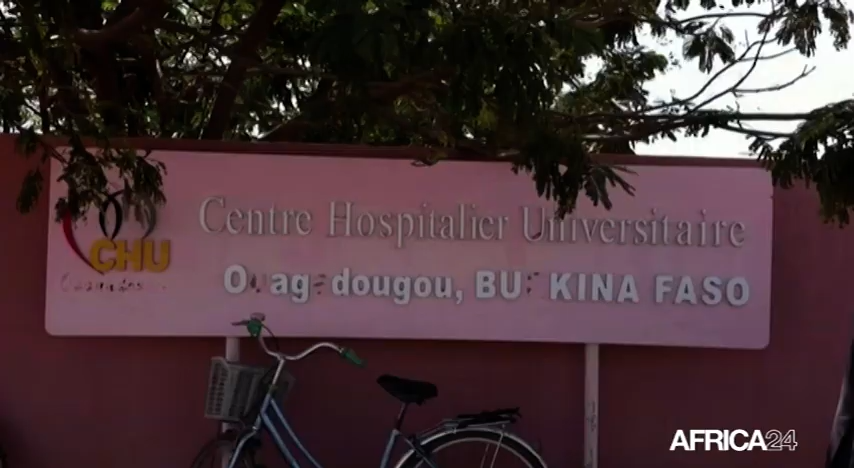 Centre Hospitalier Universitaire
CHU
O ag dougou, BU KINA FASO
AFRICA24